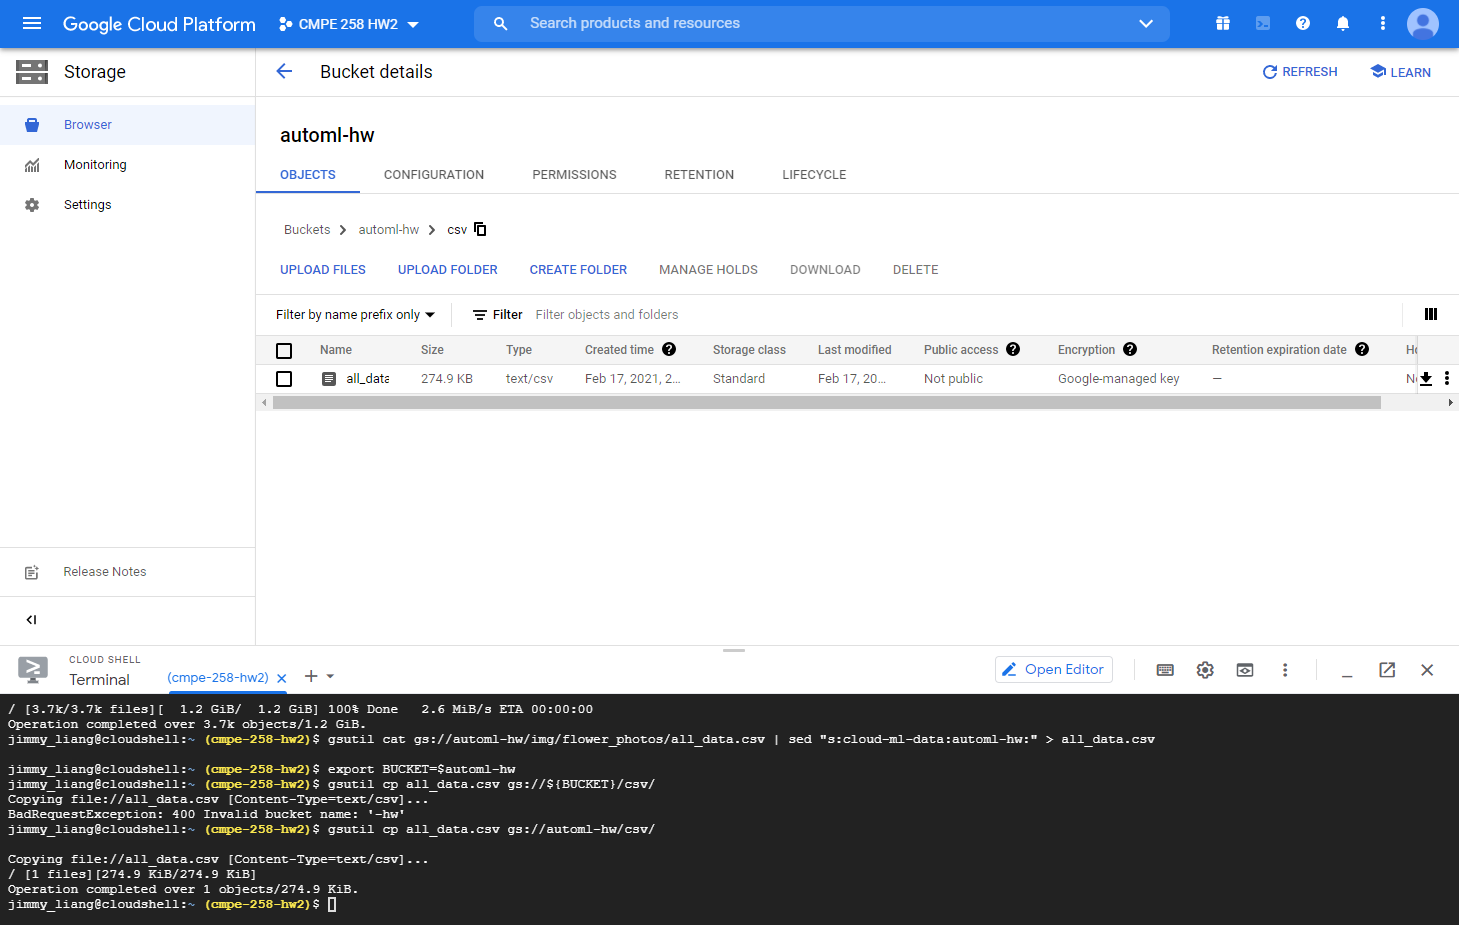 Google Cloud Platform
CMPE 258 HW2
Search products and resources
Storage
Bucket details
REFRESH
LEARN
Browser
Monitoring
Settings
automl-hw
OBJECTS
CONFIGURATION
PERMISSIONS
RETENTION
LIFECYCLE
Buckets
automl-hw
csv
UPLOAD FILES
UPLOAD FOLDER
CREATE FOLDER
MANAGE HOLDS
DOWNLOAD
DELETE
Filter by name prefix only
Filter
Filter objects and folders
Name Size Type Created time Storage class Last modified Public access Encryption Retention expiration date
all_data 274.9 KB text/csv Feb 17, 2021, 2... Standard Feb 17, 20... Not public Google-managed key —
Release Notes
CLOUD SHELL
Terminal
(cmpe-258-hw2)
Open Editor
/ [3.7k/3.7k files][  1.2 GiB/  1.2 GiB] 100% Done   2.6 MiB/s ETA 00:00:00
Operation completed over 3.7k objects/1.2 GiB.
jimmy_liang@cloudshell:~ (cmpe-258-hw2)$ gsutil cat gs://automl-hw/img/flower_photos/all_data.csv | sed "s:cloud-ml-data:automl-hw:" > all_data.csv
jimmy_liang@cloudshell:~ (cmpe-258-hw2)$ export BUCKET=$automl-hw
jimmy_liang@cloudshell:~ (cmpe-258-hw2)$ gsutil cp all_data.csv gs://${BUCKET}/csv/
Copying file://all_data.csv [Content-Type=text/csv]...
BadRequestException: 400 Invalid bucket name: '-hw'
jimmy_liang@cloudshell:~ (cmpe-258-hw2)$ gsutil cp all_data.csv gs://automl-hw/csv/
Copying file://all_data.csv [Content-Type=text/csv]...
/ [1 files][274.9 KiB/274.9 KiB]
Operation completed over 1 objects/274.9 KiB.
jimmy_liang@cloudshell:~ (cmpe-258-hw2)$